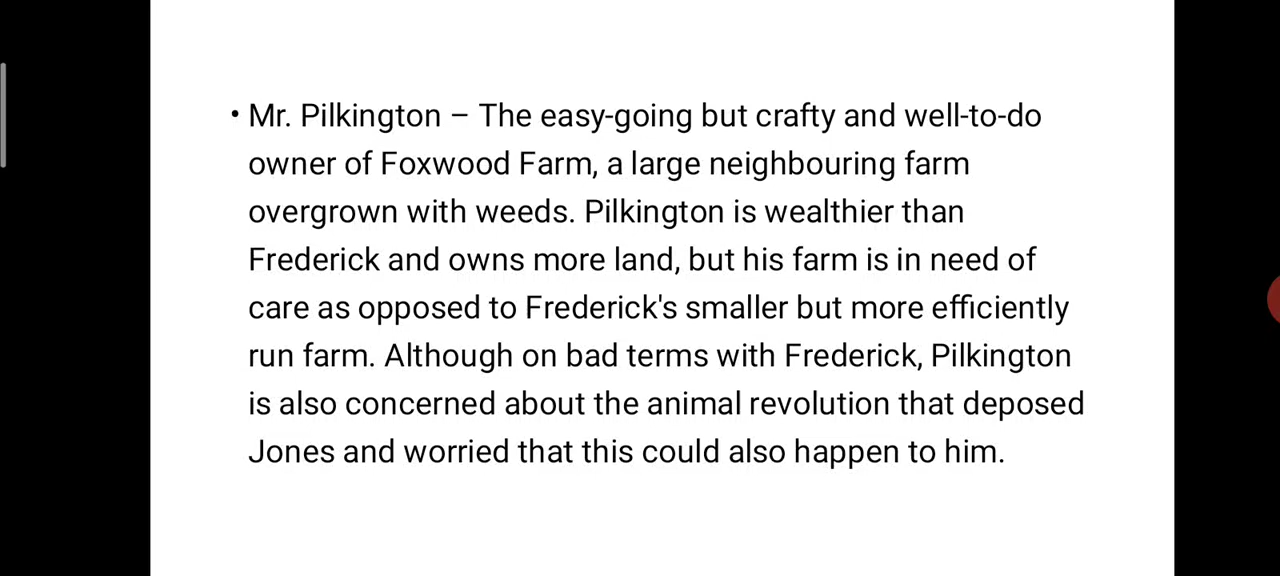 • Mr. Pilkington – The easy-going but crafty and well-to-do
owner of Foxwood Farm, a large neighbouring farm
overgrown with weeds. Pilkington is wealthier than
Frederick and owns more land, but his farm is in need of
care as opposed to Frederick's smaller but more efficiently
run farm. Although on bad terms with Frederick, Pilkington
is also concerned about the animal revolution that deposed
Jones and worried that this could also happen to him.